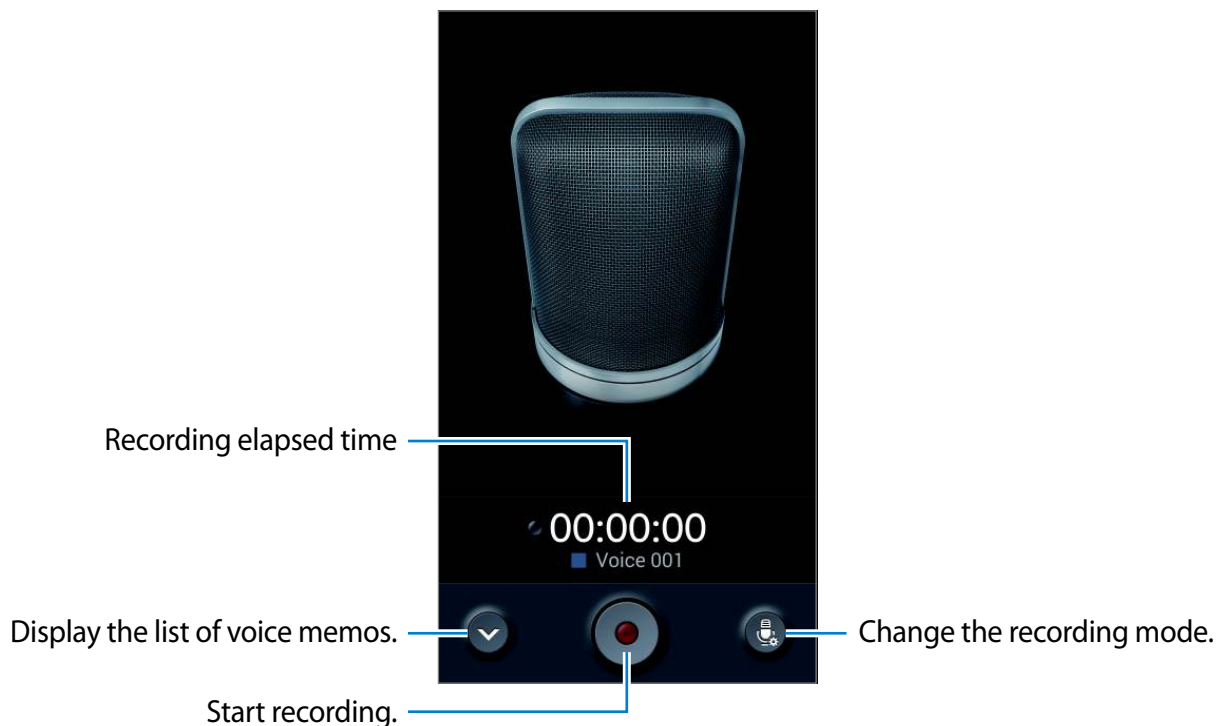 Recording elapsed time
00:00:00
Voice 001
Display the list of voice memos.
Change the recording mode.
Start recording.